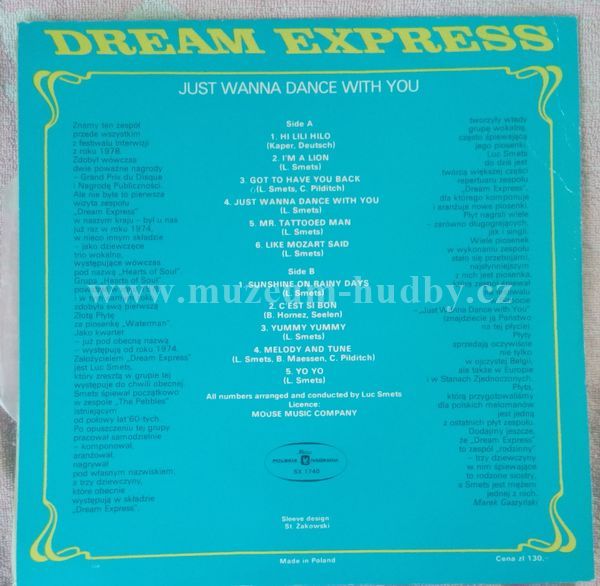 DREAM EXPRESS
JUST WANNA DANCE WITH YOU
Znamy ten zespół
przede wszystkim
z festiwalu Interwizji
z roku 1978.
Zdobył wówczas
dwie poważne nagrody
– Grand Prix du Disque
i Nagrodę Publiczności.
Ale nie była to pierwsza
wizyta zespołu
"Dream Express"
w naszym kraju – był u nas
już raz w roku 1974,
w nieco innym składzie
– jako dziewczęce
trio wokalne,
występujące wówczas
pod nazwą "Hearts of Soul".
Grupa "Hearts of Soul"
zdobyła swą pierwszą
Złotą Płytę
za piosenkę "Waterman".
Jako kwartet
– już pod obecną nazwą
– występują od roku 1974.
Założycielem "Dream Express"
jest Luc Smets,
który zresztą w grupie tej
występuje do chwili obecnej.
Smets śpiewał początkowo
w zespole "The Pebbles"
istniejącym
od połowy lat 60-tych.
Po opuszczeniu tej grupy
pracował samodzielnie
– komponował,
aranżował,
nagrywał
pod własnym nazwiskiem,
z trzy dziewczyny,
które obecnie
występują w składzie
"Dream Express",
Side A
1. HI LILI HILO
(Kaper, Deutsch)
2. I'M A LION
(L. Smets)
3. GOT TO HAVE YOU BACK
(L. Smets, C. Pilditch)
4. JUST WANNA DANCE WITH YOU
(L. Smets)
5. MR. TATTOOED MAN
(L. Smets)
6. LIKE MOZART SAID
(L. Smets)
Side B
1. SUNSHINE ON RAINY DAYS
(L. Smets)
2. C'EST SI BON
(B. Hornez, Seelen)
3. YUMMY YUMMY
(L. Smets)
4. MELODY AND TUNE
(L. Smets, B. Maessen, C. Pilditch)
5. YO YO
(L. Smets)
All numbers arranged and conducted by Luc Smets
Licence:
MOUSE MUSIC COMPANY
POLSKIE NAGRANIA
SX 1740
Sleeve design
St. Żakowski
Made in Poland
tworzyły wtedy
grupę wokalną,
często śpiewającą
jego piosenki.
Luc Smets
do dziś jest
twórcą większej części
repertuaru zespołu
"Dream Express",
dla którego komponuje
i aranżuje nowe piosenki.
Płyt nagrali wiele
– zarówno długogrających,
jak i singli.
Wiele piosenek
w wykonaniu zespołu
stało się przebojami,
najsłynniejszym
z nich jest piosenka,
"Just Wanna Dance with You"
(znajdziecie ją Państwo
na tej płycie).
Płyty
sprzedają oczywiście
nie tylko
w ojczystej Belgii,
ale także w Europie
i w Stanach Zjednoczonych.
Płyta,
którą przygotowaliśmy
dla polskich melomanów
jest jedną
z ostatnich płyt zespołu.
Dodajmy jeszcze,
że "Dream Express"
to zespół "rodzinny"
– trzy dziewczyny
w nim śpiewające
to rodzone siostry,
a Smets jest mężem
jednej z nich.
Marek Gaszyński
Cena zł 130,-
www.muzeum-hudby.cz